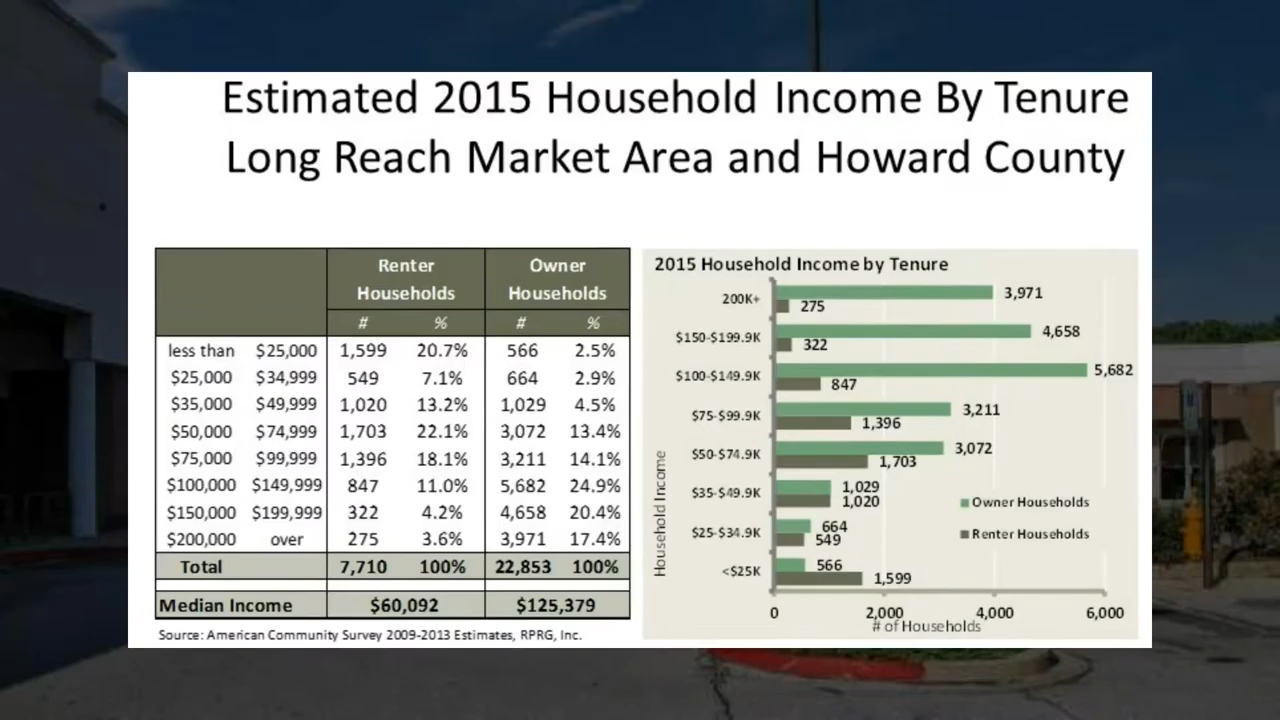 Estimated 2015 Household Income By Tenure
Long Reach Market Area and Howard County
Renter Households Owner Households
# % # %
less than $25,000 1,599 20.7% 566 2.5%
$25,000 $34,999 549 7.1% 664 2.9%
$35,000 $49,999 1,020 13.2% 1,029 4.5%
$50,000 $74,999 1,703 22.1% 3,072 13.4%
$75,000 $99,999 1,396 18.1% 3,211 14.1%
$100,000 $149,999 847 11.0% 5,682 24.9%
$150,000 $199,999 322 4.2% 4,658 20.4%
$200,000 over 275 3.6% 3,971 17.4%
Total 7,710 100% 22,853 100%
Median Income $60,092 $125,379
Source: American Community Survey 2009-2013 Estimates, RPRG, Inc.
2015 Household Income by Tenure
Household Income
200K+ 3,971 275
$150-$199.9K 4,658 322
$100-$149.9K 5,682 847
$75-$99.9K 3,211 1,396
$50-$74.9K 3,072 1,703
$35-$49.9K 1,029 1,020
$25-$34.9K 664 549
<$25K 566 1,599
Owner Households
Renter Households
0 2,000 4,000 6,000
# of Households